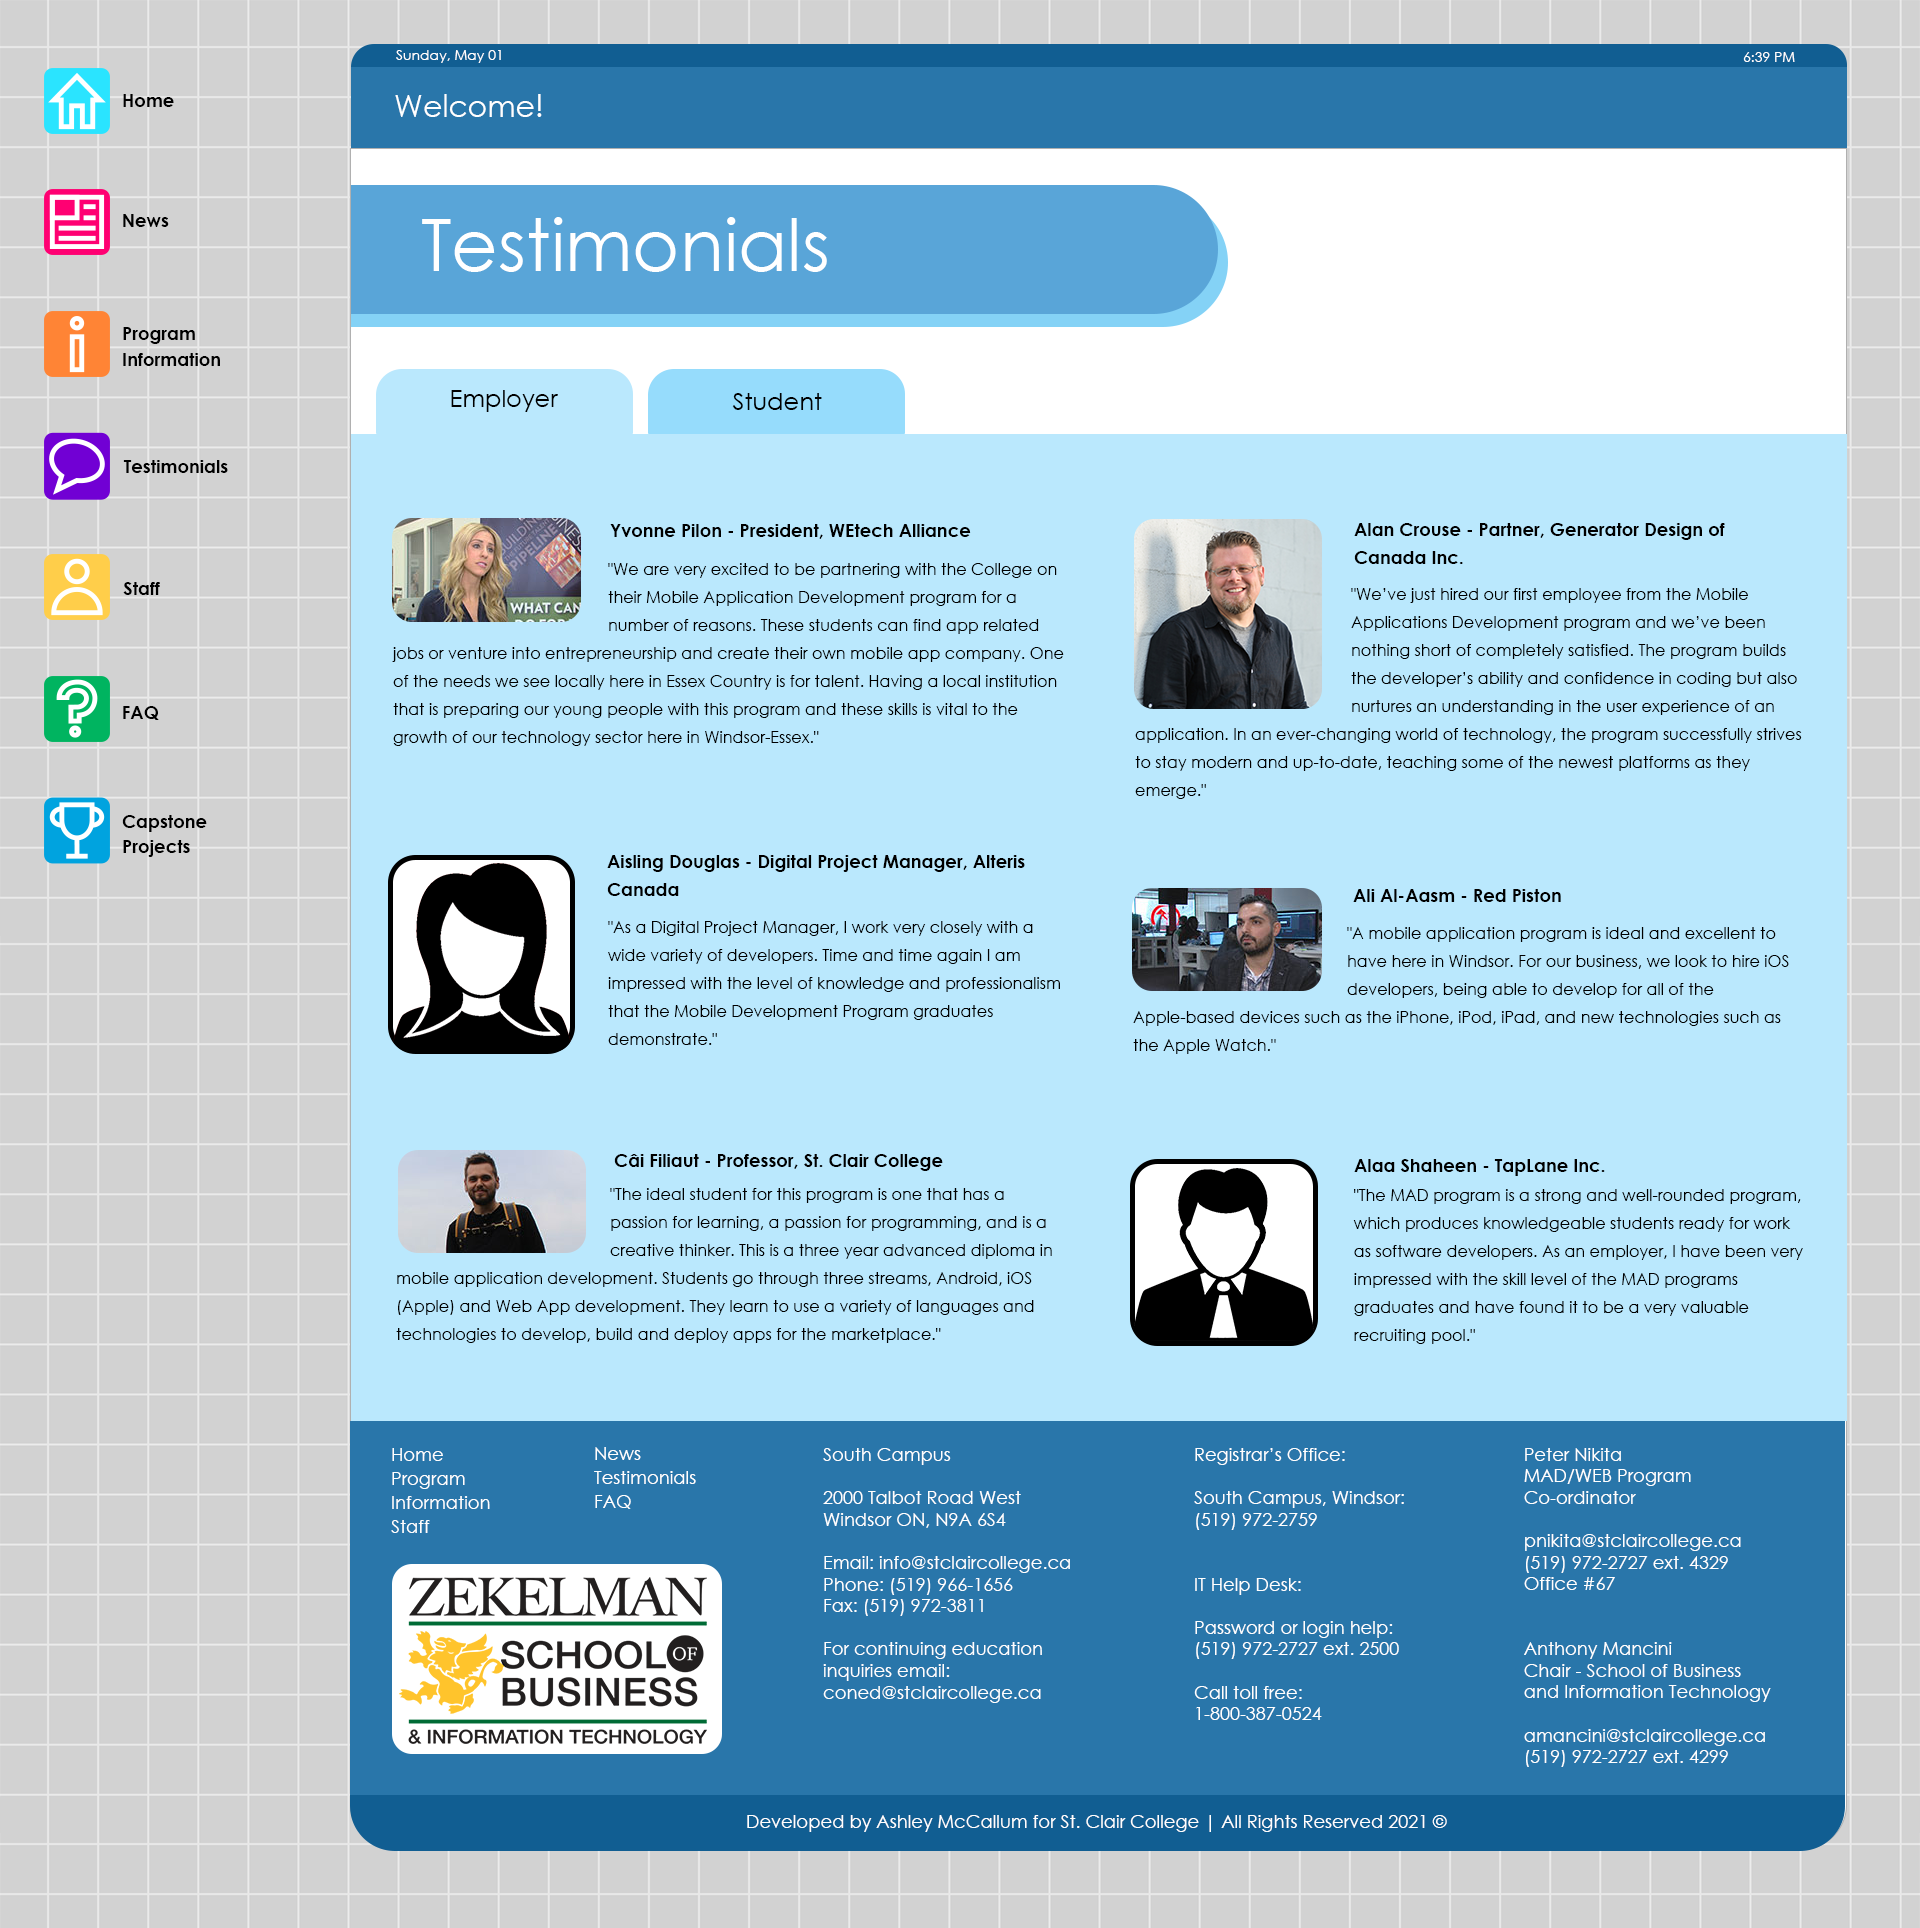 Sunday, May 01
6:39 PM
Welcome!
Home
News
Program
Information
Testimonials
Staff
FAQ
Capstone
Projects
Testimonials
Employer
Student
Yvonne Pilon - President, WEtech Alliance
"We are very excited to be partnering with the College on
their Mobile Application Development program for a
number of reasons. These students can find app related
jobs or venture into entrepreneurship and create their own mobile app company. One
of the needs we see locally here in Essex Country is for talent. Having a local institution
that is preparing our young people with this program and these skills is vital to the
growth of our technology sector here in Windsor-Essex."
WHAT CAN
PIPELINE
Alan Crouse - Partner, Generator Design of
Canada Inc.
"We’ve just hired our first employee from the Mobile
Applications Development program and we’ve been
nothing short of completely satisfied. The program builds
the developer’s ability and confidence in coding but also
nurtures an understanding in the user experience of an
application. In an ever-changing world of technology, the program successfully strives
to stay modern and up-to-date, teaching some of the newest platforms as they
emerge."
Aisling Douglas - Digital Project Manager, Alteris
Canada
"As a Digital Project Manager, I work very closely with a
wide variety of developers. Time and time again I am
impressed with the level of knowledge and professionalism
that the Mobile Development Program graduates
demonstrate."
Ali Al-Aasm - Red Piston
"A mobile application program is ideal and excellent to
have here in Windsor. For our business, we look to hire iOS
developers, being able to develop for all of the
Apple-based devices such as the iPhone, iPod, iPad, and new technologies such as
the Apple Watch."
Câi Filiaut - Professor, St. Clair College
"The ideal student for this program is one that has a
passion for learning, a passion for programming, and is a
creative thinker. This is a three year advanced diploma in
mobile application development. Students go through three streams, Android, iOS
(Apple) and Web App development. They learn to use a variety of languages and
technologies to develop, build and deploy apps for the marketplace."
Alaa Shaheen - TapLane Inc.
"The MAD program is a strong and well-rounded program,
which produces knowledgeable students ready for work
as software developers. As an employer, I have been very
impressed with the skill level of the MAD programs
graduates and have found it to be a very valuable
recruiting pool."
Home
Program
Information
Staff
News
Testimonials
FAQ
ZEKELMAN
SCHOOL OF
BUSINESS
& INFORMATION TECHNOLOGY
South Campus
2000 Talbot Road West
Windsor ON, N9A 6S4
Email: info@stclaircollege.ca
Phone: (519) 966-1656
Fax: (519) 972-3811
For continuing education
inquiries email:
coned@stclaircollege.ca
Registrar’s Office:
South Campus, Windsor:
(519) 972-2759
IT Help Desk:
Password or login help:
(519) 972-2727 ext. 2500
Call toll free:
1-800-387-0524
Peter Nikita
MAD/WEB Program
Co-ordinator
pnikita@stclaircollege.ca
(519) 972-2727 ext. 4329
Office #67
Anthony Mancini
Chair - School of Business
and Information Technology
amancini@stclaircollege.ca
(519) 972-2727 ext. 4299
Developed by Ashley McCallum for St. Clair College | All Rights Reserved 2021 ©